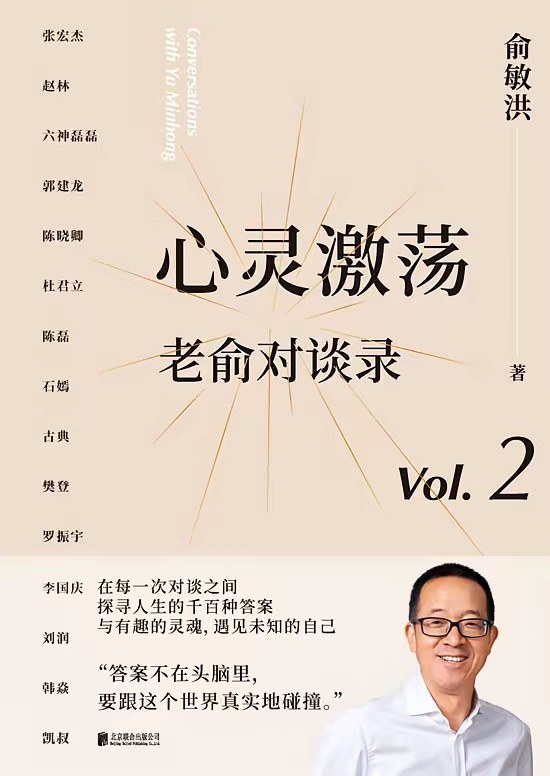 张宏杰
赵林
六神磊磊
郭建龙
陈晓卿
杜君立
陈磊
石嫣
古典
樊登
罗振宇
李国庆
刘润
韩焱
凯叔
Conversations
with Yu Minhong
俞敏洪
著
心灵激荡
老俞对谈录
Vol. 2
在每一次对谈之间
探寻人生的千百种答案
与有趣的灵魂, 遇见未知的自己
“答案不在头脑里,
要跟这个世界真实地碰撞。”
北京联合出版公司
Beijing United Publishing Co.,Ltd.